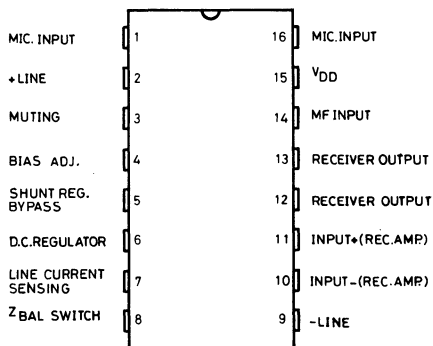 MIC. INPUT 1 16 MIC.INPUT
+LINE 2 15 VDD
MUTING 3 14 MF INPUT
BIAS ADJ. 4 13 RECEIVER OUTPUT
SHUNT REG.
BYPASS 5 12 RECEIVER OUTPUT
D.C.REGULATOR 6 11 INPUT+(REC.AMP.)
LINE CURRENT
SENSING 7 10 INPUT-(REC.AMP.)
ZBAL SWITCH 8 9 -LINE